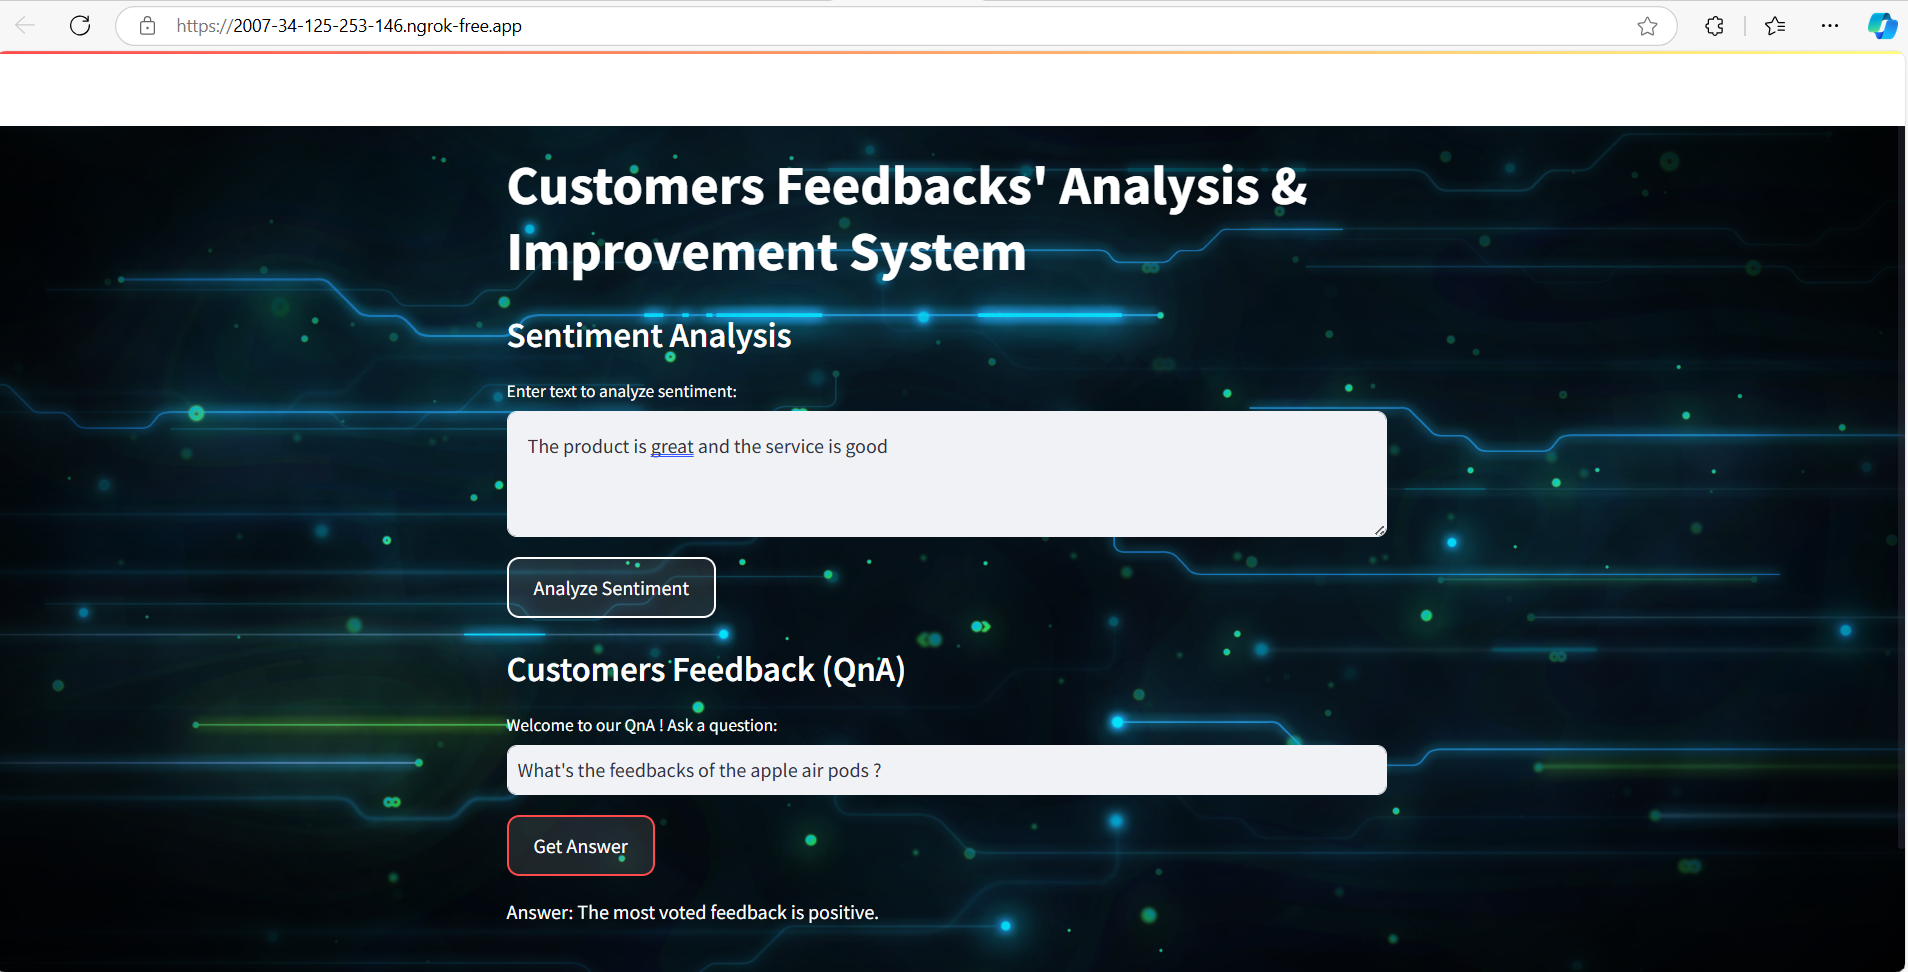 https://2007-34-125-253-146.ngrok-free.app
Customers Feedbacks' Analysis &
Improvement System
Sentiment Analysis
Enter text to analyze sentiment:
The product is great and the service is good
Analyze Sentiment
Customers Feedback (QnA)
Welcome to our QnA ! Ask a question:
What's the feedbacks of the apple air pods ?
Get Answer
Answer: The most voted feedback is positive.